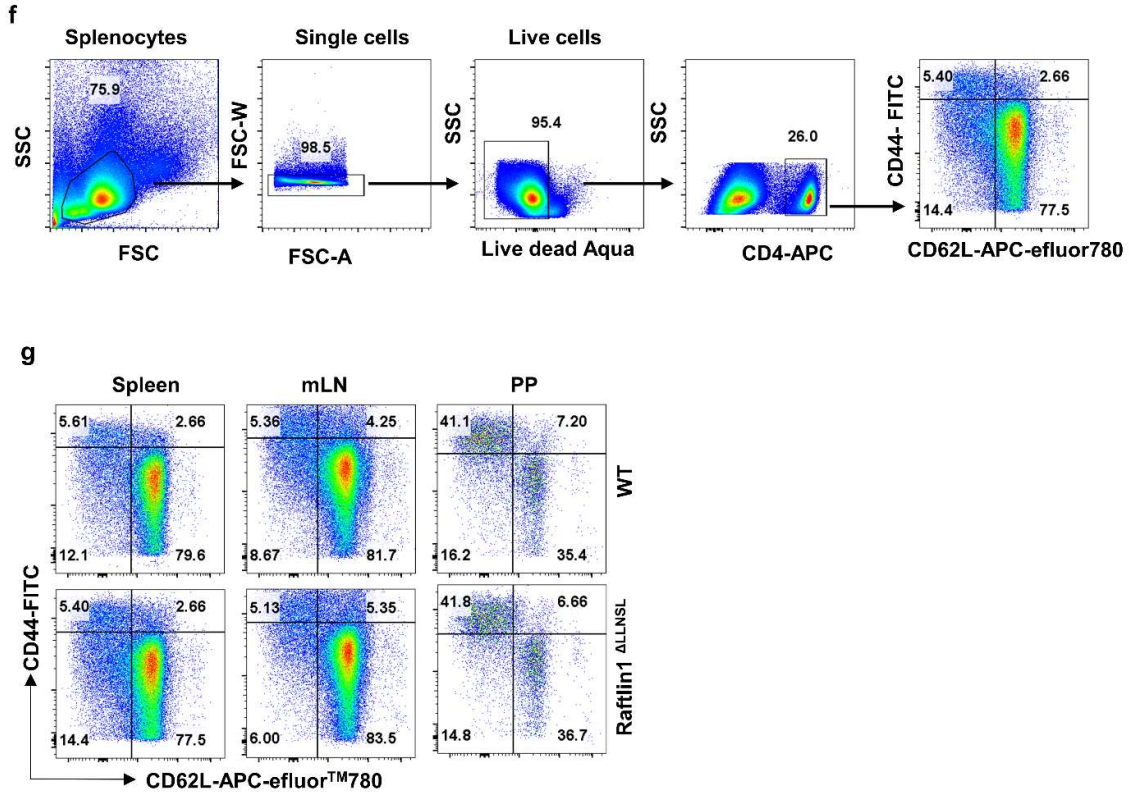 f
Splenocytes
Single cells
Live cells
75.9
98.5
95.4
26.0
5.40
2.66
14.4
77.5
SSC
FSC-W
SSC
SSC
CD44- FITC
FSC
FSC-A
Live dead Aqua
CD4-APC
CD62L-APC-efluor780
g
Spleen
mLN
PP
5.61
2.66
5.36
4.25
41.1
7.20
12.1
79.6
8.67
81.7
16.2
35.4
WT
5.40
2.66
5.13
5.35
41.8
6.66
14.4
77.5
6.00
83.5
14.8
36.7
Raftlin1 ΔLLNSL
CD44-FITC
CD62L-APC-efluorTM780